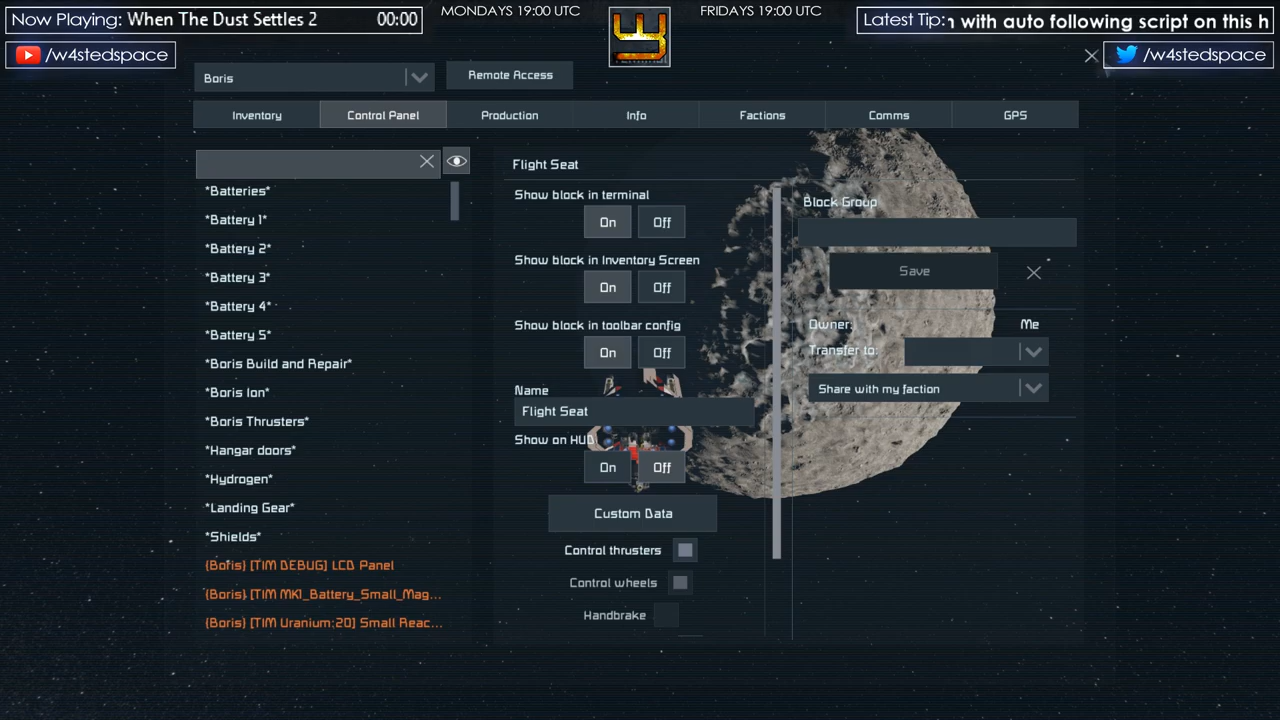 Now Playing: When The Dust Settles 2 00:00
MONDAYS 19:00 UTC
FRIDAYS 19:00 UTC
Latest Tip: with auto following script on this h
/w4stedspace
/w4stedspace
Boris
Remote Access
Inventory
Control Panel
Production
Info
Factions
Comms
GPS
*Batteries*
*Battery 1*
*Battery 2*
*Battery 3*
*Battery 4*
*Battery 5*
*Boris Build and Repair*
*Boris Ion*
*Boris Thrusters*
*Hangar doors*
*Hydrogen*
*Landing Gear*
*Shields*
(Boris) [TIM DEBUG] LCD Panel
(Boris) [TIM MK1_Battery_Small_Mag...
(Boris) [TIM Uranium:20] Small Reac...
Flight Seat
Show block in terminal
On Off
Show block in Inventory Screen
On Off
Show block in toolbar config
On Off
Name
Flight Seat
Show on HUD
On Off
Custom Data
Control thrusters
Control wheels
Handbrake
Block Group
Save
Owner: Me
Transfer to:
Share with my faction